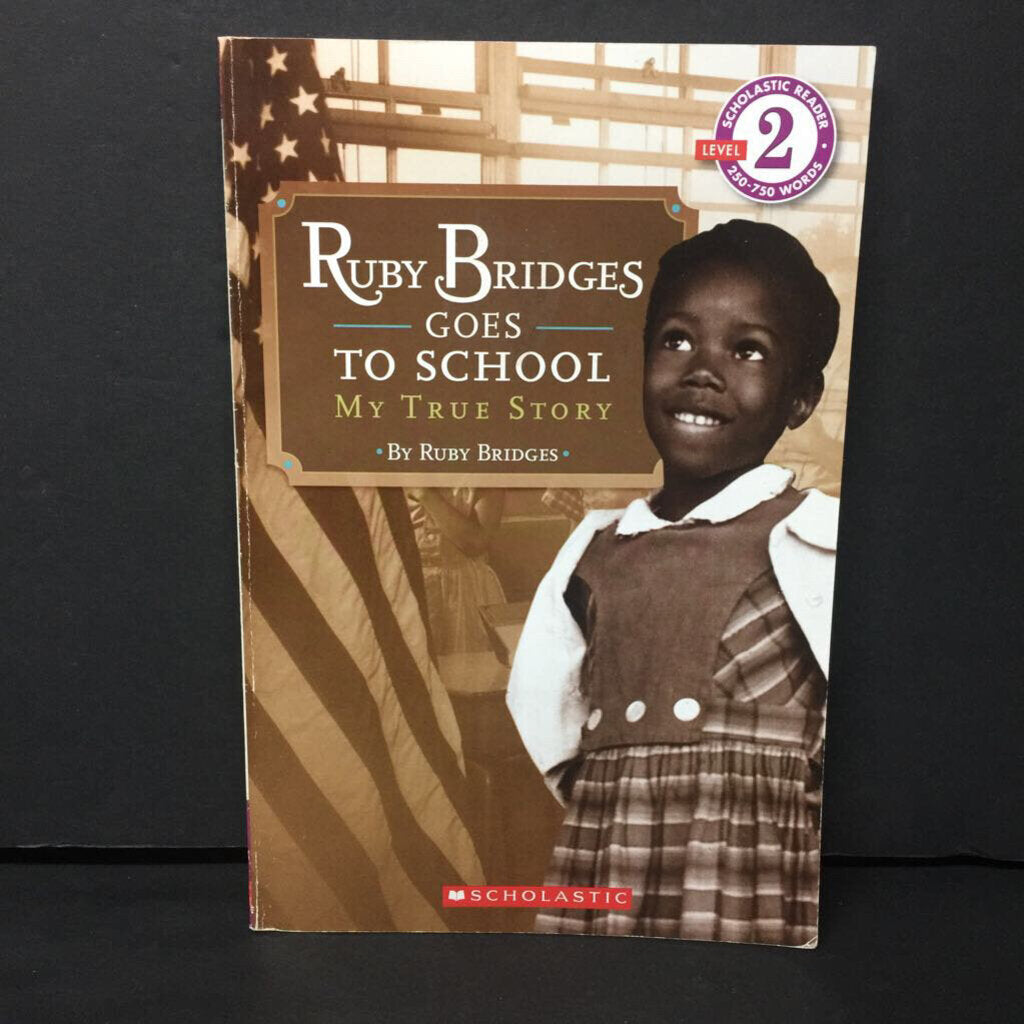 SCHOLASTIC READER
LEVEL 2
250-750 WORDS
RUBY BRIDGES
GOES
TO SCHOOL
MY TRUE STORY
•BY RUBY BRIDGES•
SCHOLASTIC